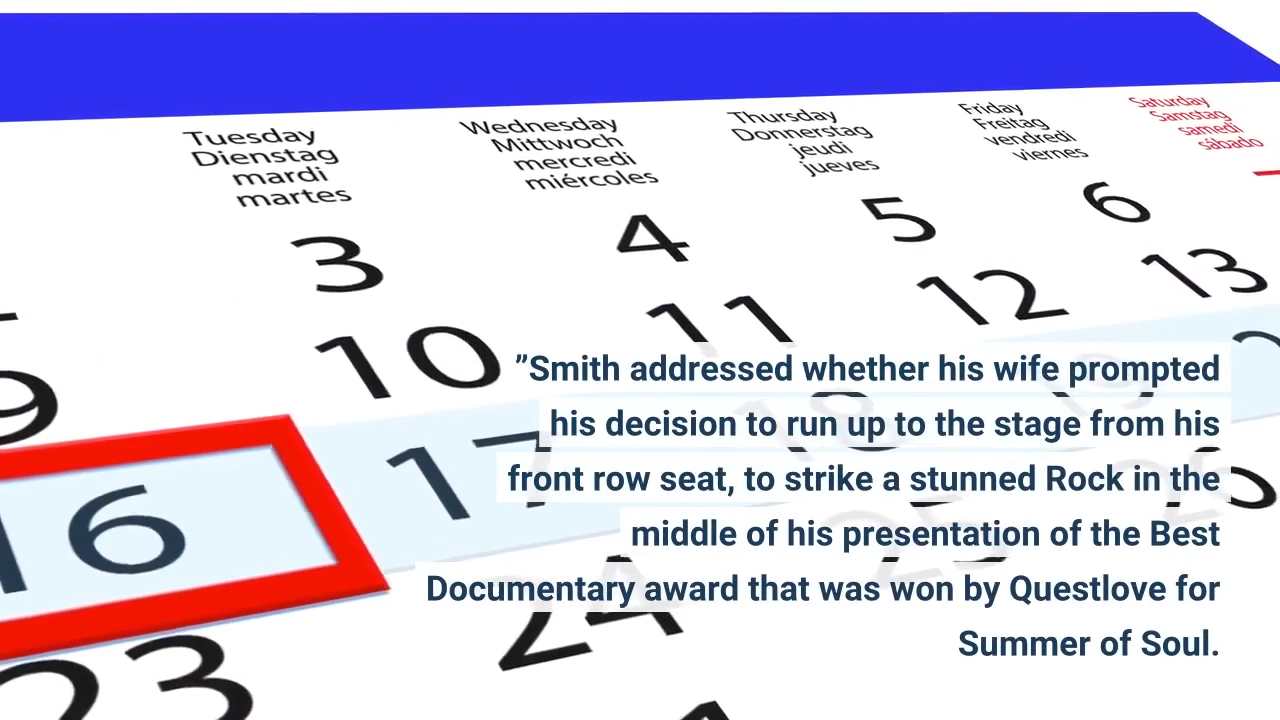 Tuesday Wednesday Thursday Friday Saturday
Dienstag Mittwoch Donnerstag Freitag Samstag
mardi mercredi jeudi vendredi samedi
martes miércoles jueves viernes sábado
3 4 5 6
9 10 11 12 13
16 17 18 19
23 24 25 26
”Smith addressed whether his wife prompted
his decision to run up to the stage from his
front row seat, to strike a stunned Rock in the
middle of his presentation of the Best
Documentary award that was won by Questlove for
Summer of Soul.